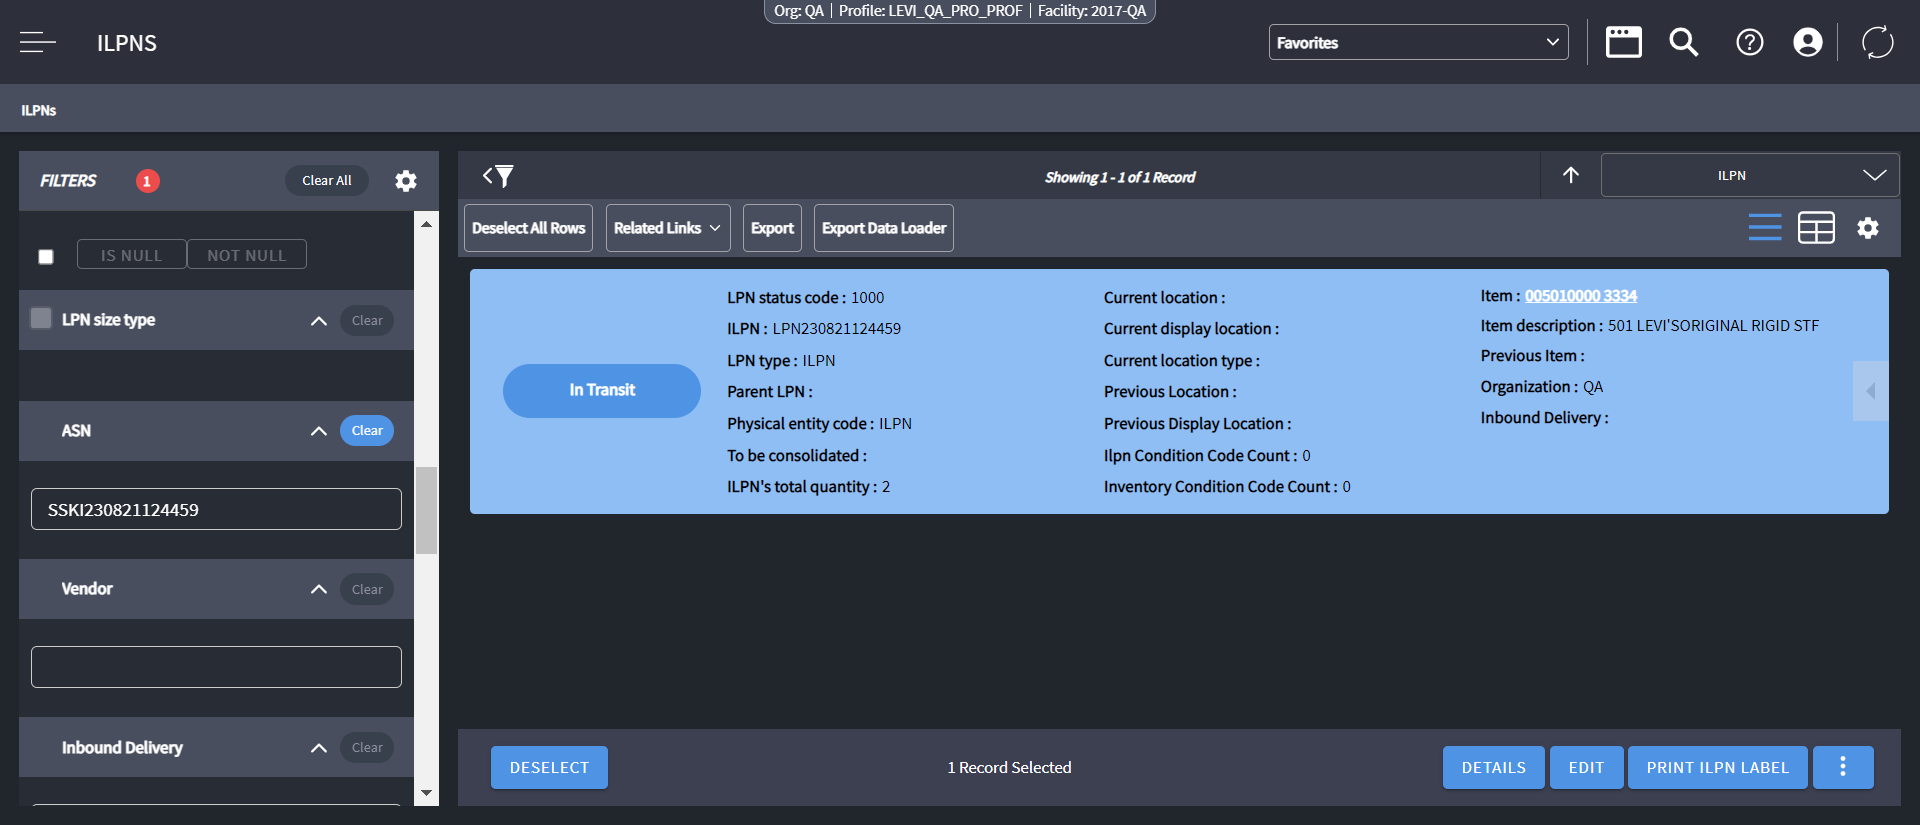 Org: QA | Profile: LEVI_QA_PRO_PROF | Facility: 2017-QA
ILPNS
Favorites
ILPNs
FILTERS 1 Clear All
IS NULL NOT NULL
LPN size type Clear
ASN Clear
SSKI230821124459
Vendor Clear
Inbound Delivery Clear
Showing 1 - 1 of 1 Record
ILPN
Deselect All Rows Related Links Export Export Data Loader
In Transit
LPN status code : 1000
ILPN : LPN230821124459
LPN type : ILPN
Parent LPN :
Physical entity code : ILPN
To be consolidated :
ILPN's total quantity : 2
Current location :
Current display location :
Current location type :
Previous Location :
Previous Display Location :
Ilpn Condition Code Count : 0
Inventory Condition Code Count : 0
Item : 005010000 3334
Item description : 501 LEVI'SORIGINAL RIGID STF
Previous Item :
Organization : QA
Inbound Delivery :
DESELECT 1 Record Selected DETAILS EDIT PRINT ILPN LABEL